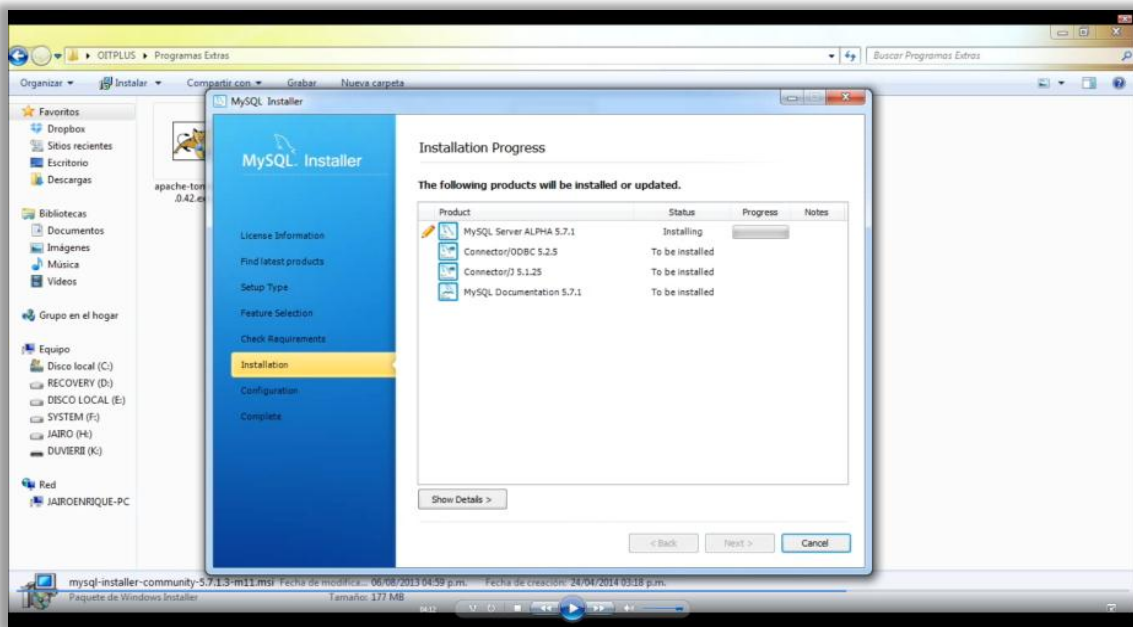 OITPLUS ▸ Programas Extras
Buscar Programas Extras
Organizar Instalar Compartir con Grabar Nueva carpeta
Favoritos
Dropbox
Sitios recientes
Escritorio
Descargas
Bibliotecas
Documentos
Imágenes
Música
Videos
Grupo en el hogar
Equipo
Disco local (C:)
RECOVERY (D:)
DISCO LOCAL (E:)
SYSTEM (F:)
JAIRO (H:)
DUVIERII (K:)
Red
JAIROENRIQUE-PC
apache-tom
.0.42.ex
MySQL Installer
MySQL. Installer
License Information
Find latest products
Setup Type
Feature Selection
Check Requirements
Installation
Configuration
Complete
Installation Progress
The following products will be installed or updated.
Product Status Progress Notes
MySQL Server ALPHA 5.7.1 Installing
Connector/ODBC 5.2.5 To be installed
Connector/J 5.1.25 To be installed
MySQL Documentation 5.7.1 To be installed
Show Details >
< Back Next > Cancel
mysql-installer-community-5.7.1.3-m11.msi Fecha de modifica... 06/08/2013 04:59 p.m. Fecha de creación: 24/04/2014 03:18 p.m.
Paquete de Windows Installer Tamaño: 177 MB
04:12